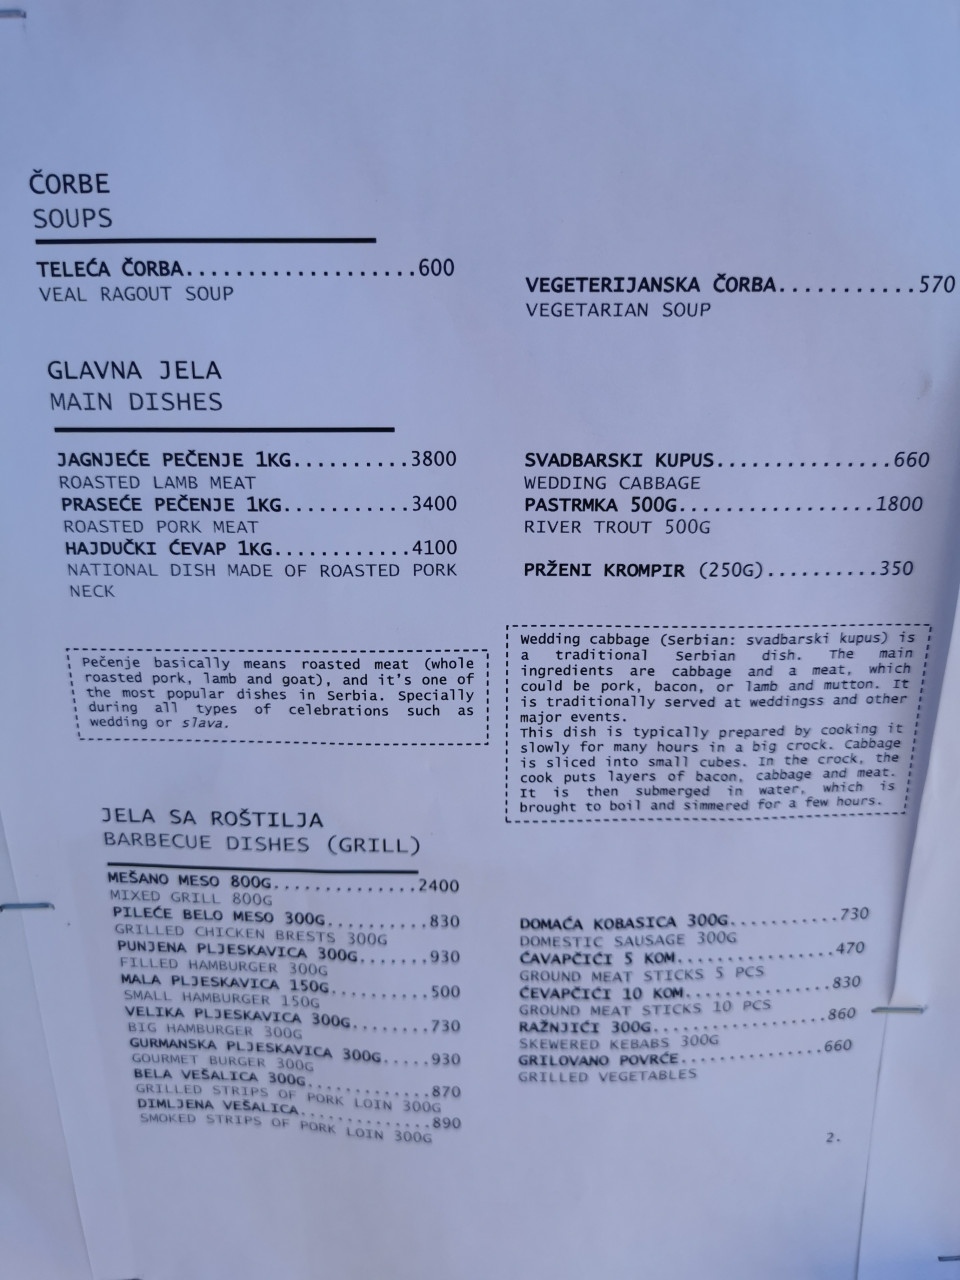 ČORBE
SOUPS
TELEĆA ČORBA...................600
VEAL RAGOUT SOUP
VEGETERIJANSKA ČORBA...........570
VEGETARIAN SOUP
GLAVNA JELA
MAIN DISHES
JAGNJEĆE PEČENJE 1KG..........3800
ROASTED LAMB MEAT
PRASEĆE PEČENJE 1KG...........3400
ROASTED PORK MEAT
HAJDUČKI ĆEVAP 1KG............4100
NATIONAL DISH MADE OF ROASTED PORK
NECK
SVADBARSKI KUPUS...............660
WEDDING CABBAGE
PASTRMKA 500G.................1800
RIVER TROUT 500G
PRŽENI KROMPIR (250G)..........350
Pečenje basically means roasted meat (whole
roasted pork, lamb and goat), and it's one of
the most popular dishes in Serbia. Specially
during all types of celebrations such as
wedding or slava.
Wedding cabbage (Serbian: svadbarski kupus) is
a traditional Serbian dish. The main
ingredients are cabbage and a meat, which
could be pork, bacon, or lamb and mutton. It
is traditionally served at weddingss and other
major events.
This dish is typically prepared by cooking it
slowly for many hours in a big crock. Cabbage
is sliced into small cubes. In the crock, the
cook puts layers of bacon, cabbage and meat.
It is then submerged in water, which is
brought to boil and simmered for a few hours.
JELA SA ROŠTILJA
BARBECUE DISHES (GRILL)
MEŠANO MESO 800G..............2400
MIXED GRILL 800G
PILEĆE BELO MESO 300G..........830
GRILLED CHICKEN BRESTS 300G
PUNJENA PLJESKAVICA 300G.......930
FILLED HAMBURGER 300G
MALA PLJESKAVICA 150G..........500
SMALL HAMBURGER 150G
VELIKA PLJESKAVICA 300G........730
BIG HAMBURGER 300G
GURMANSKA PLJESKAVICA 300G.....930
GOURMET BURGER 300G
BELA VEŠALICA 300G.............870
GRILLED STRIPS OF PORK LOIN 300G
DIMLJENA VEŠALICA..............890
SMOKED STRIPS OF PORK LOIN 300G
DOMAĆA KOBASICA 300G..........730
DOMESTIC SAUSAGE 300G
ĆAVAPČIĆI 5 KOM...............470
GROUND MEAT STICKS 5 PCS
ĆEVAPČIĆI 10 KOM..............830
GROUND MEAT STICKS 10 PCS
RAŽNJIĆI 300G.................860
SKEWERED KEBABS 300G
GRILOVANO POVRĆE..............660
GRILLED VEGETABLES
2.